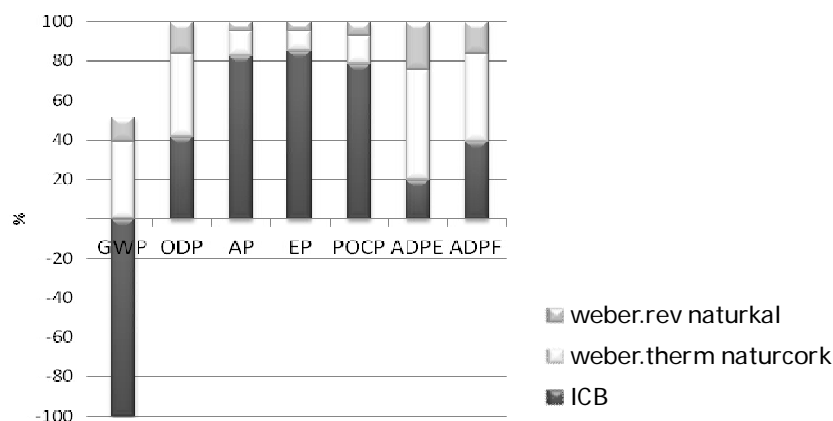 100
80
60
40
20
%
GWP ODP AP EP POCP ADPE ADPF
-20
-40
-60
-80
-100
weber.rev naturkal
weber.therm naturcork
ICB